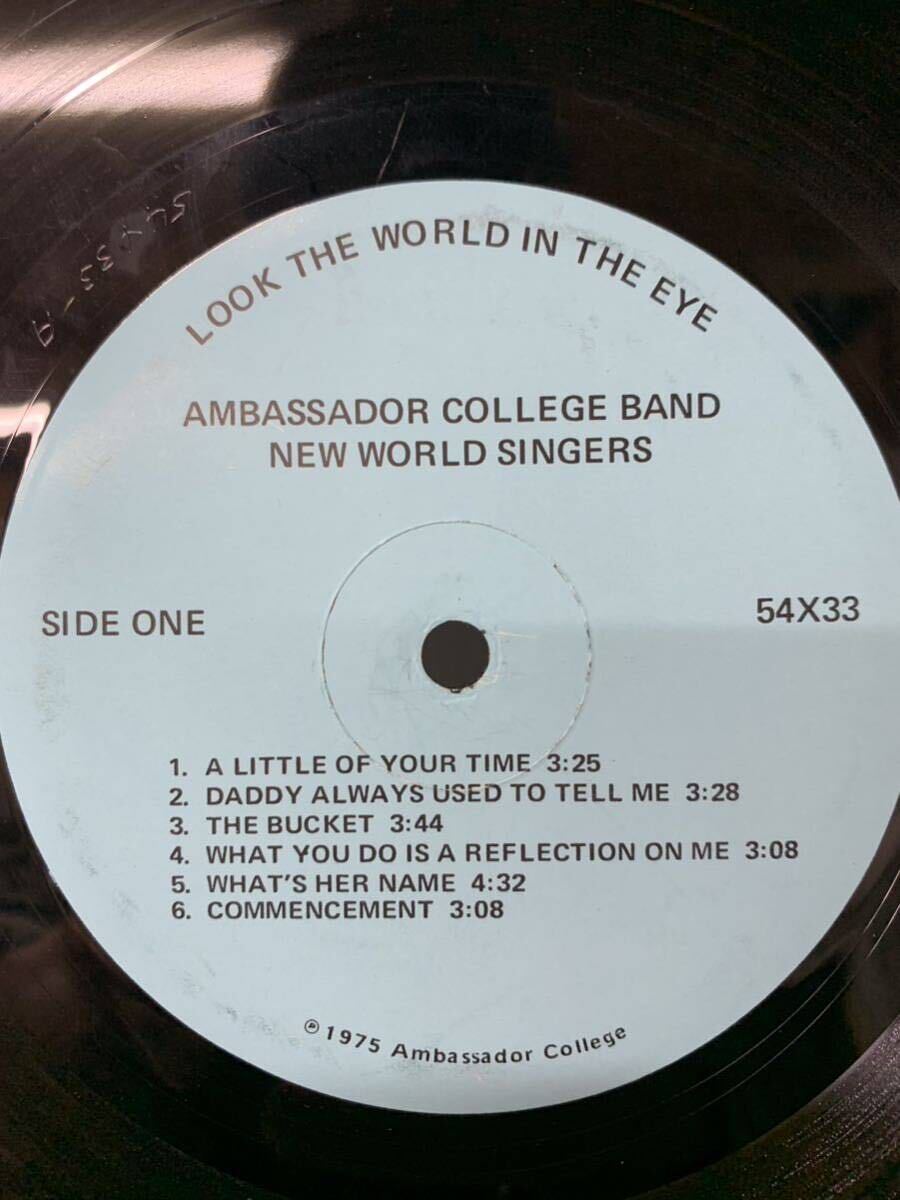 LOOK THE WORLD IN THE EYE
AMBASSADOR COLLEGE BAND
NEW WORLD SINGERS
SIDE ONE
54X33
1. A LITTLE OF YOUR TIME 3:25
2. DADDY ALWAYS USED TO TELL ME 3:28
3. THE BUCKET 3:44
4. WHAT YOU DO IS A REFLECTION ON ME 3:08
5. WHAT'S HER NAME 4:32
6. COMMENCEMENT 3:08
℗ 1975 Ambassador College
54X33-A